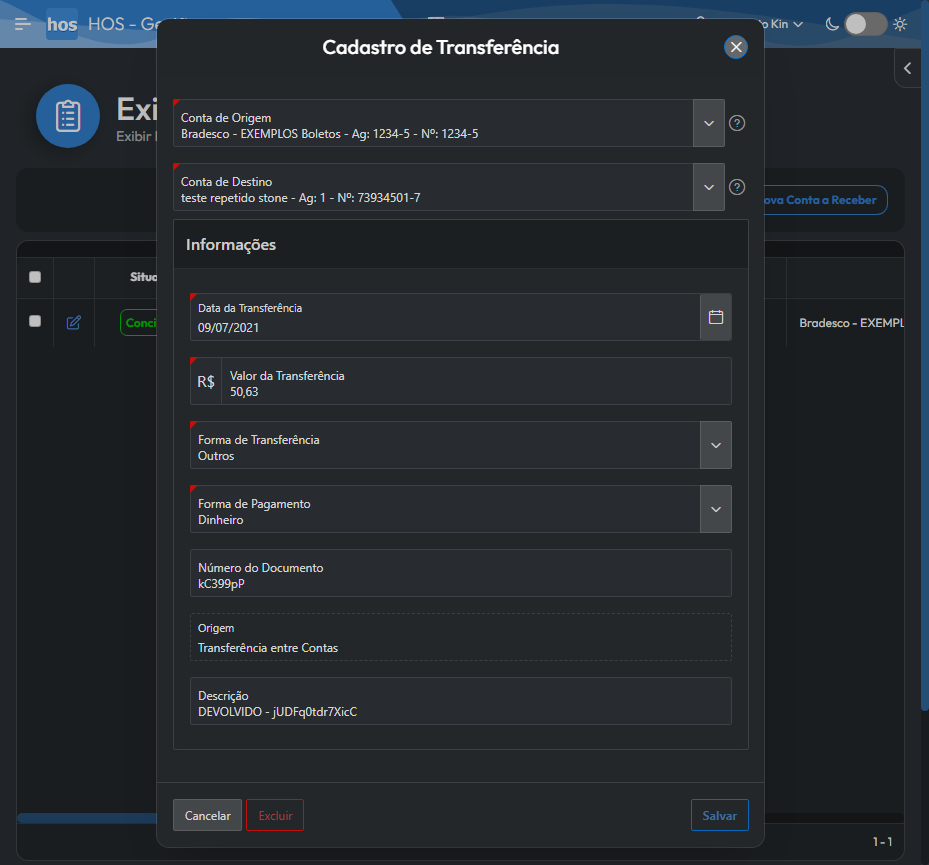 hos HOS - Ge
o Kin
Cadastro de Transferência
Exi
Exibir
Conta de Origem
Bradesco - EXEMPLOS Boletos - Ag: 1234-5 - Nº: 1234-5
Conta de Destino
teste repetido stone - Ag: 1 - Nº: 73934501-7
ova Conta a Receber
Informações
Situa
Data da Transferência
09/07/2021
Conci
Bradesco - EXEMPL
R$
Valor da Transferência
50,63
Forma de Transferência
Outros
Forma de Pagamento
Dinheiro
Número do Documento
kC399pP
Origem
Transferência entre Contas
Descrição
DEVOLVIDO - jUDFq0tdr7XicC
Cancelar
Excluir
Salvar
1 - 1